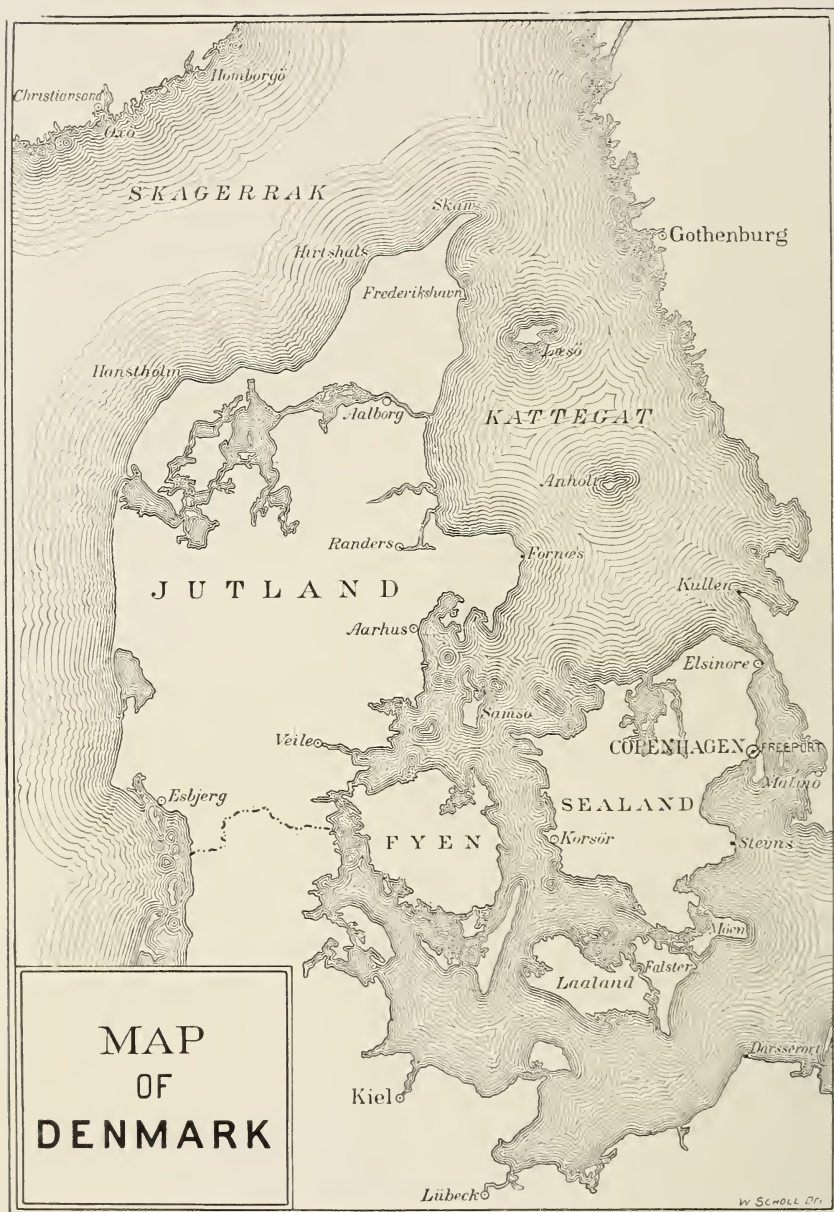 Homborgö
Christiansand
Oxö
SKAGERRAK
Skaw
Gothenburg
Hirtshals
Frederikshavn
Læsö
Hanstholm
Aalborg
KATTEGAT
Anholt
Randers
Fornæs
JUTLAND
Kullen
Aarhus
Elsinore
Samsö
Veile
COPENHAGEN
FREEPORT
Malmö
Esbjerg
SEALAND
FYEN
Korsör
Stevns
Möen
Falster
Laaland
MAP
OF
DENMARK
Darsserort
Kiel
Lübeck
W SCHOLL